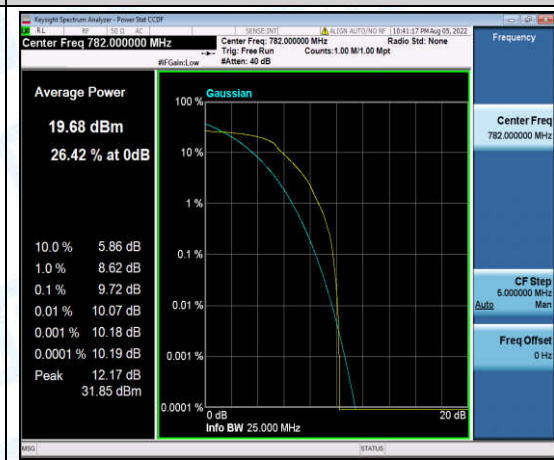 Keysight Spectrum Analyzer - Power Stat CCDF
RL RF 50 Ω AC SENSE:INT ALIGN AUTO/NO RF 10:41:17 PM Aug 05, 2022
Center Freq 782.000000 MHz
Center Freq: 782.000000 MHz Radio Std: None
Trig: Free Run Counts:1.00 M/1.00 Mpt
#IFGain:Low #Atten: 40 dB
Frequency
Average Power
19.68 dBm
26.42 % at 0dB
10.0 % 5.86 dB
1.0 % 8.62 dB
0.1 % 9.72 dB
0.01 % 10.07 dB
0.001 % 10.18 dB
0.0001 % 10.19 dB
Peak 12.17 dB
31.85 dBm
Gaussian
100 %
10 %
1 %
0.1 %
0.01 %
0.001 %
0.0001 %
0 dB 20 dB
Info BW 25.000 MHz
Center Freq
782.000000 MHz
CF Step
5.000000 MHz
Auto Man
Freq Offset
0 Hz
MSG STATUS